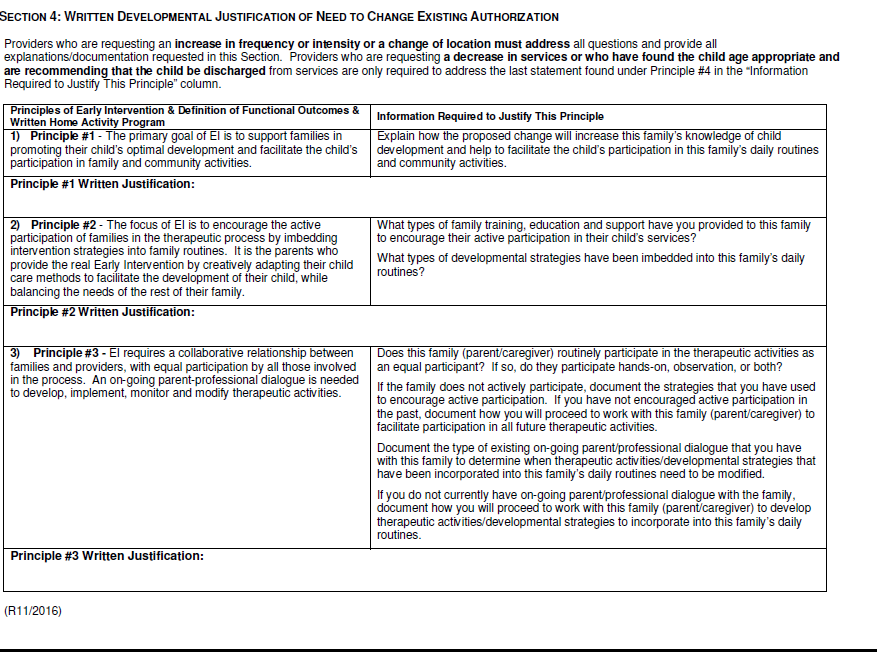 SECTION 4: WRITTEN DEVELOPMENTAL JUSTIFICATION OF NEED TO CHANGE EXISTING AUTHORIZATION
Providers who are requesting an increase in frequency or intensity or a change of location must address all questions and provide all
explanations/documentation requested in this Section. Providers who are requesting a decrease in services or who have found the child age appropriate and
are recommending that the child be discharged from services are only required to address the last statement found under Principle #4 in the “Information
Required to Justify This Principle” column.
Principles of Early Intervention & Definition of Functional Outcomes &
Written Home Activity Program
Information Required to Justify This Principle
1) Principle #1 - The primary goal of EI is to support families in
promoting their child’s optimal development and facilitate the child’s
participation in family and community activities.
Explain how the proposed change will increase this family’s knowledge of child
development and help to facilitate the child’s participation in this family’s daily routines
and community activities.
Principle #1 Written Justification:
2) Principle #2 - The focus of EI is to encourage the active
participation of families in the therapeutic process by imbedding
intervention strategies into family routines. It is the parents who
provide the real Early Intervention by creatively adapting their child
care methods to facilitate the development of their child, while
balancing the needs of the rest of their family.
What types of family training, education and support have you provided to this family
to encourage their active participation in their child’s services?
What types of developmental strategies have been imbedded into this family’s daily
routines?
Principle #2 Written Justification:
3) Principle #3 - EI requires a collaborative relationship between
families and providers, with equal participation by all those involved
in the process. An on-going parent-professional dialogue is needed
to develop, implement, monitor and modify therapeutic activities.
Does this family (parent/caregiver) routinely participate in the therapeutic activities as
an equal participant? If so, do they participate hands-on, observation, or both?
If the family does not actively participate, document the strategies that you have used
to encourage active participation. If you have not encouraged active participation in
the past, document how you will proceed to work with this family (parent/caregiver) to
facilitate participation in all future therapeutic activities.
Document the type of existing on-going parent/professional dialogue that you have
with this family to determine when therapeutic activities/developmental strategies that
have been incorporated into this family’s daily routines need to be modified.
If you do not currently have on-going parent/professional dialogue with the family,
document how you will proceed to work with this family (parent/caregiver) to develop
therapeutic activities/developmental strategies to incorporate into this family’s daily
routines.
Principle #3 Written Justification:
(R11/2016)